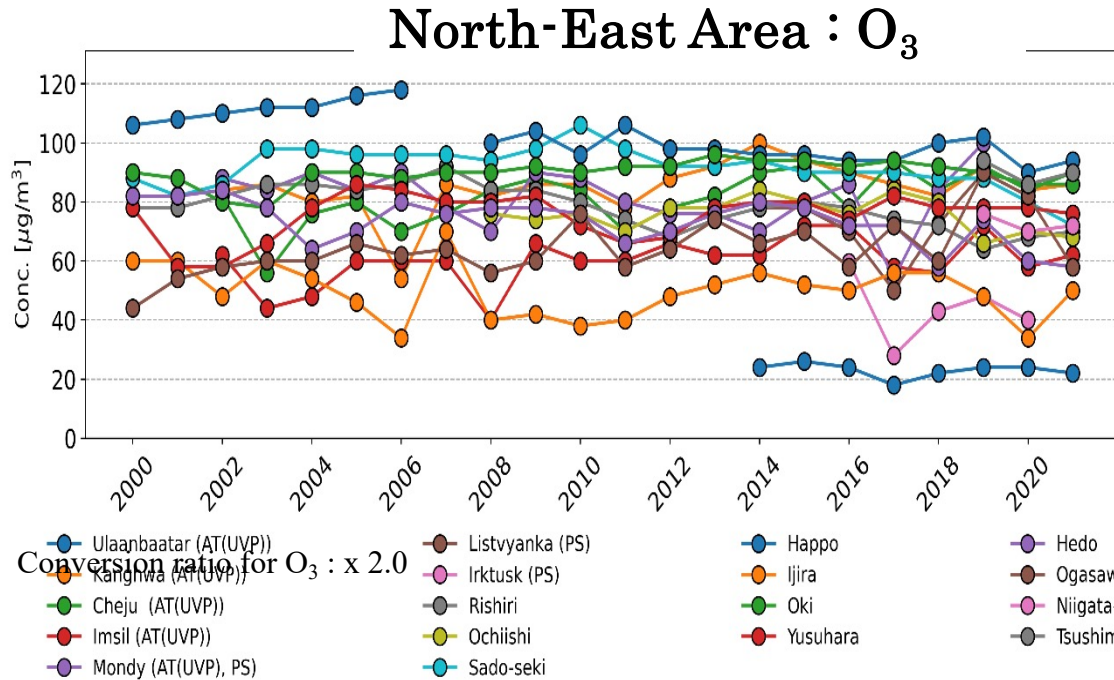 North-East Area : O₃
Conc. [μg/m³]
120
100
80
60
40
20
0
2000 2002 2004 2006 2008 2010 2012 2014 2016 2018 2020
Ulaanbaatar (AT(UVP)) Listvyanka (PS) Happo Hedo
Conversion ratio for O₃ : x 2.0
Kanghwa (AT(UVP)) Irktusk (PS) Ijira Ogasaw
Cheju (AT(UVP)) Rishiri Oki Niigata
Imsil (AT(UVP)) Ochiishi Yusuhara Tsushim
Mondy (AT(UVP), PS) Sado-seki